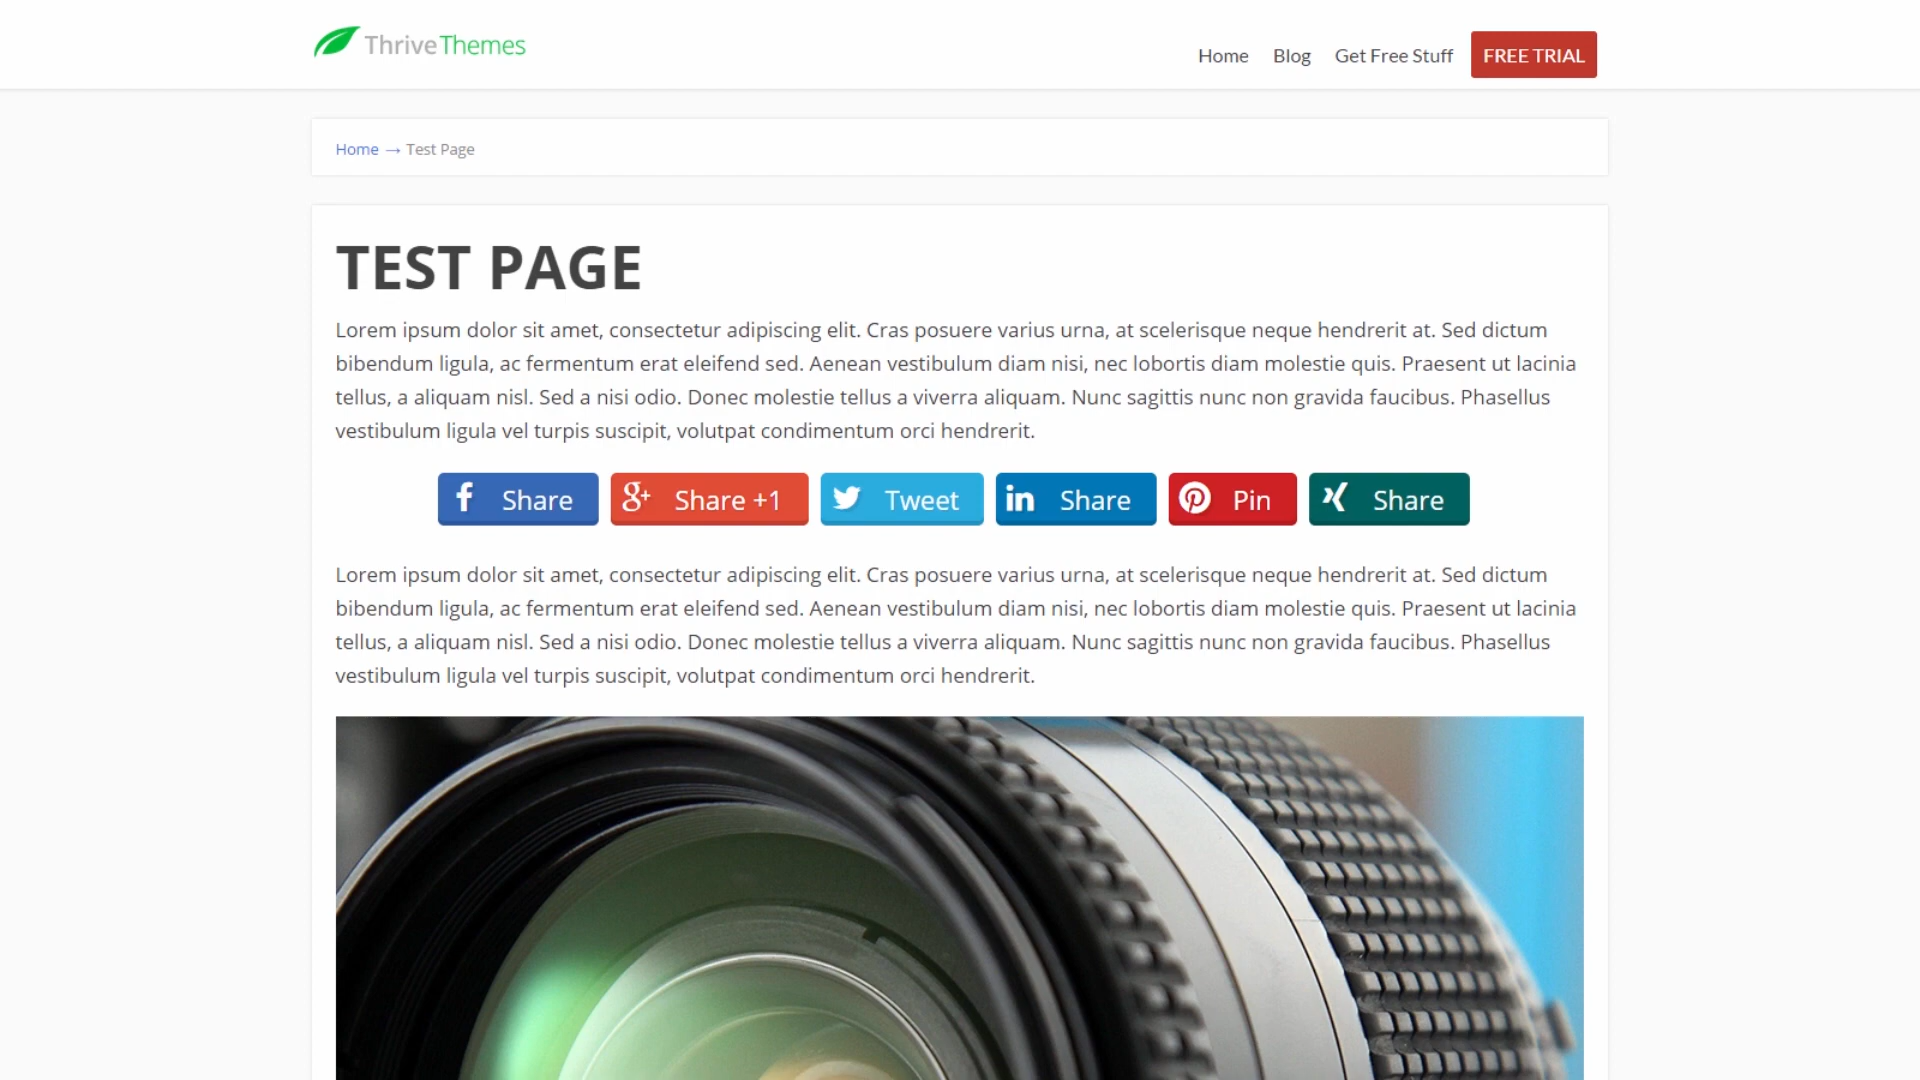 ThriveThemes
Home Blog Get Free Stuff FREE TRIAL
Home → Test Page
TEST PAGE
Lorem ipsum dolor sit amet, consectetur adipiscing elit. Cras posuere varius urna, at scelerisque neque hendrerit at. Sed dictum
bibendum ligula, ac fermentum erat eleifend sed. Aenean vestibulum diam nisi, nec lobortis diam molestie quis. Praesent ut lacinia
tellus, a aliquam nisl. Sed a nisi odio. Donec molestie tellus a viverra aliquam. Nunc sagittis nunc non gravida faucibus. Phasellus
vestibulum ligula vel turpis suscipit, volutpat condimentum orci hendrerit.
Share Share +1 Tweet Share Pin Share
Lorem ipsum dolor sit amet, consectetur adipiscing elit. Cras posuere varius urna, at scelerisque neque hendrerit at. Sed dictum
bibendum ligula, ac fermentum erat eleifend sed. Aenean vestibulum diam nisi, nec lobortis diam molestie quis. Praesent ut lacinia
tellus, a aliquam nisl. Sed a nisi odio. Donec molestie tellus a viverra aliquam. Nunc sagittis nunc non gravida faucibus. Phasellus
vestibulum ligula vel turpis suscipit, volutpat condimentum orci hendrerit.